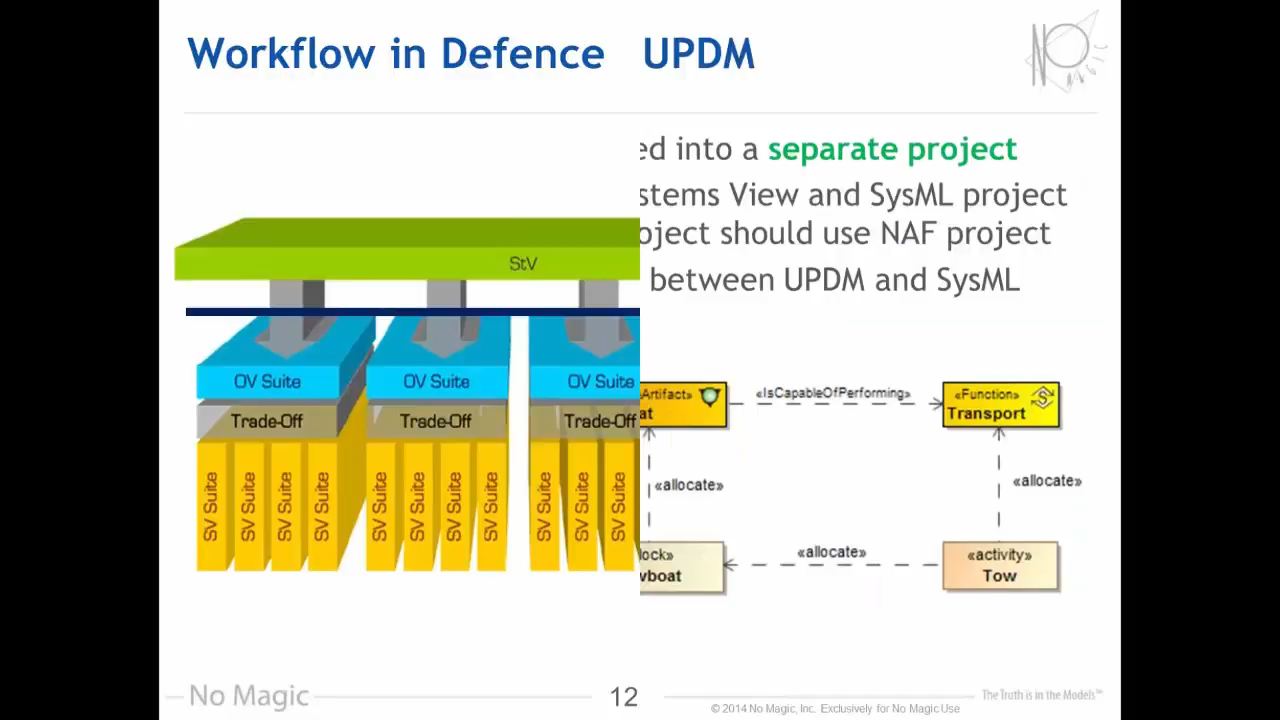 Workflow in Defence UPDM
NO MAGIC
ed into a separate project
stems View and SysML project
oject should use NAF project
between UPDM and SysML
StV
OV Suite OV Suite OV Suite
Trade-Off Trade-Off Trade-Off
SV Suite SV Suite SV Suite SV Suite SV Suite SV Suite SV Suite SV Suite SV Suite SV Suite SV Suite
Artifact»
at
«IsCapableOfPerforming»
«Function»
Transport
«allocate»
«allocate»
lock»
wboat
«allocate»
«activity»
Tow
No Magic
12
© 2014 No Magic, Inc. Exclusively for No Magic Use
The Truth is in the Models™